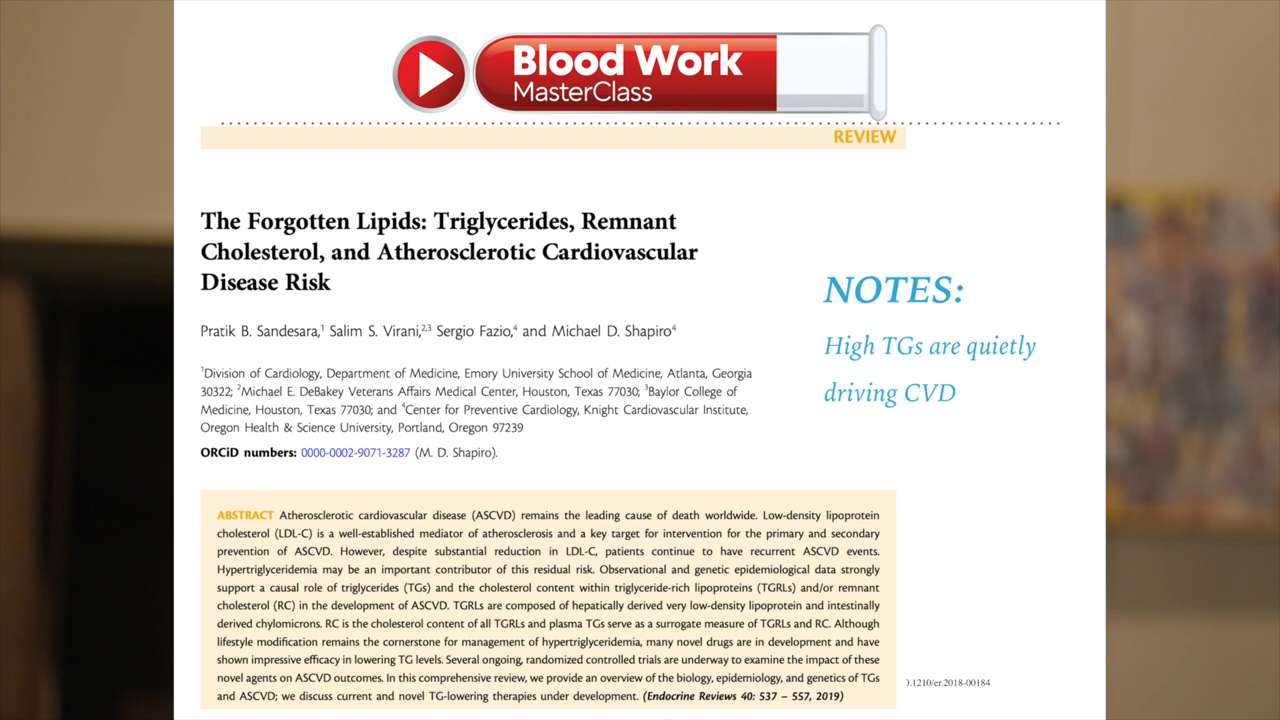 Blood Work
MasterClass
REVIEW
The Forgotten Lipids: Triglycerides, Remnant
Cholesterol, and Atherosclerotic Cardiovascular
Disease Risk
Pratik B. Sandesara,¹ Salim S. Virani,²,³ Sergio Fazio,⁴ and Michael D. Shapiro⁴
¹Division of Cardiology, Department of Medicine, Emory University School of Medicine, Atlanta, Georgia
30322; ²Michael E. DeBakey Veterans Affairs Medical Center, Houston, Texas 77030; ³Baylor College of
Medicine, Houston, Texas 77030; and ⁴Center for Preventive Cardiology, Knight Cardiovascular Institute,
Oregon Health & Science University, Portland, Oregon 97239
ORCiD numbers: 0000-0002-9071-3287 (M. D. Shapiro).
NOTES:
High TGs are quietly
driving CVD
ABSTRACT Atherosclerotic cardiovascular disease (ASCVD) remains the leading cause of death worldwide. Low-density lipoprotein
cholesterol (LDL-C) is a well-established mediator of atherosclerosis and a key target for intervention for the primary and secondary
prevention of ASCVD. However, despite substantial reduction in LDL-C, patients continue to have recurrent ASCVD events.
Hypertriglyceridemia may be an important contributor of this residual risk. Observational and genetic epidemiological data strongly
support a causal role of triglycerides (TGs) and the cholesterol content within triglyceride-rich lipoproteins (TGRLs) and/or remnant
cholesterol (RC) in the development of ASCVD. TGRLs are composed of hepatically derived very low-density lipoprotein and intestinally
derived chylomicrons. RC is the cholesterol content of all TGRLs and plasma TGs serve as a surrogate measure of TGRLs and RC. Although
lifestyle modification remains the cornerstone for management of hypertriglyceridemia, many novel drugs are in development and have
shown impressive efficacy in lowering TG levels. Several ongoing, randomized controlled trials are underway to examine the impact of these
novel agents on ASCVD outcomes. In this comprehensive review, we provide an overview of the biology, epidemiology, and genetics of TGs
and ASCVD; we discuss current and novel TG-lowering therapies under development. (Endocrine Reviews 40: 537 – 557, 2019)
.1210/er.2018-00184